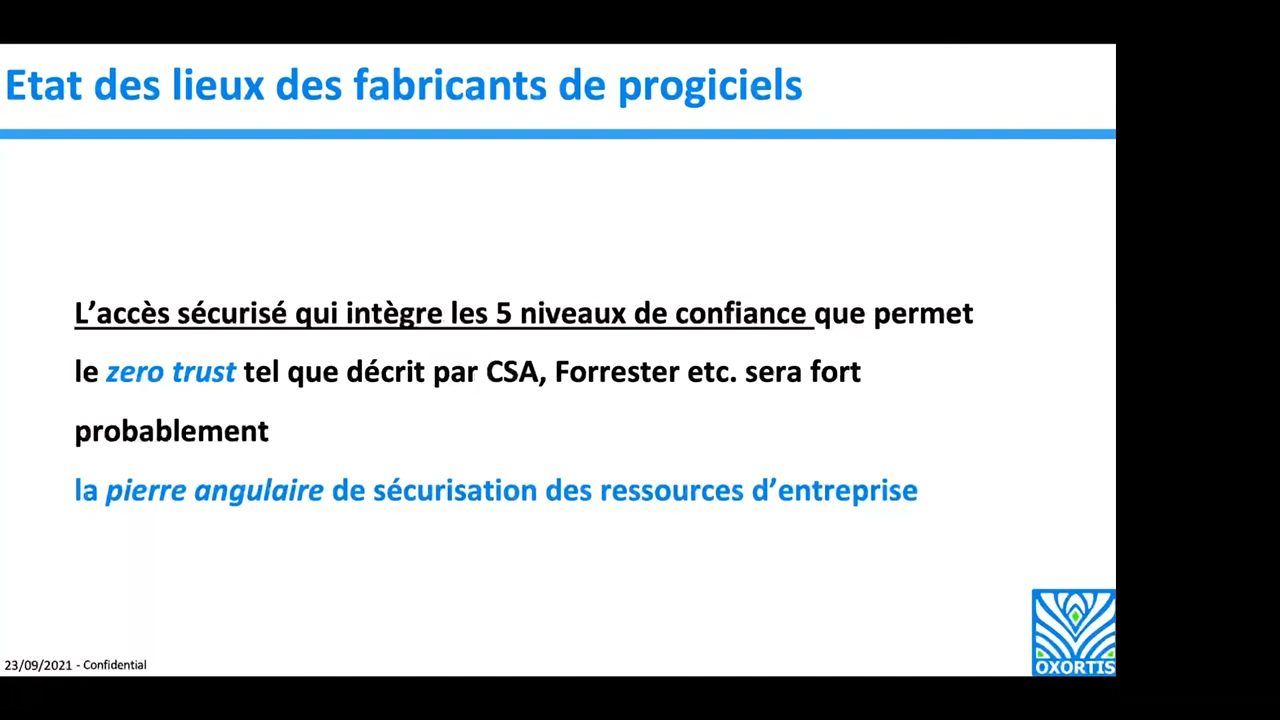 Etat des lieux des fabricants de progiciels
L’accès sécurisé qui intègre les 5 niveaux de confiance que permet
le zero trust tel que décrit par CSA, Forrester etc. sera fort
probablement
la pierre angulaire de sécurisation des ressources d’entreprise
23/09/2021 - Confidential
OXORTIS